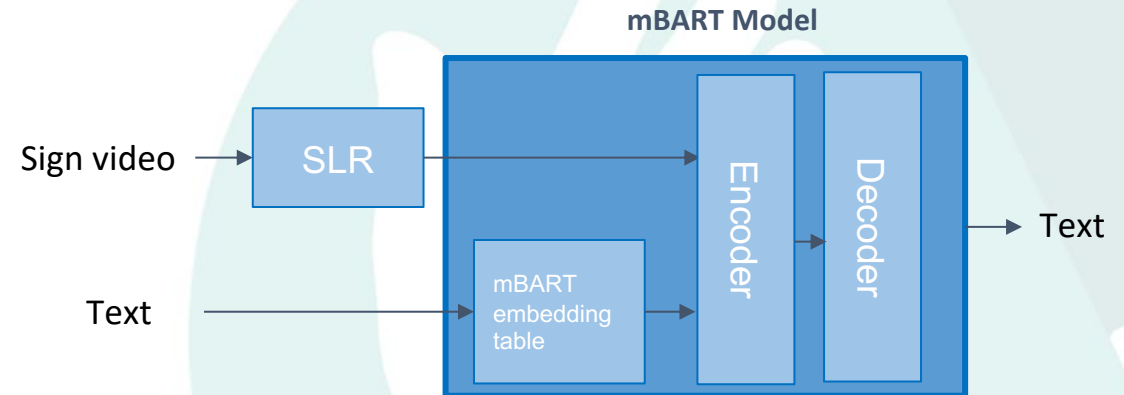 mBART Model
Sign video
SLR
Encoder
Decoder
Text
mBART
embedding
table
Text